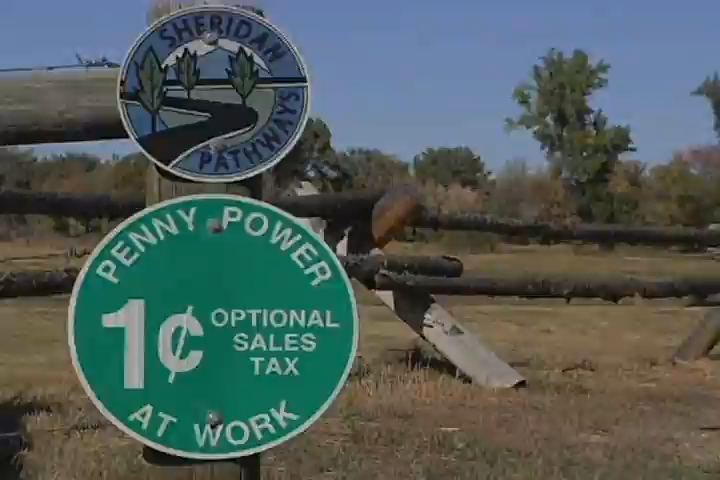 SHERIDAN
PATHWAYS
PENNY POWER
1¢
OPTIONAL
SALES
TAX
AT WORK